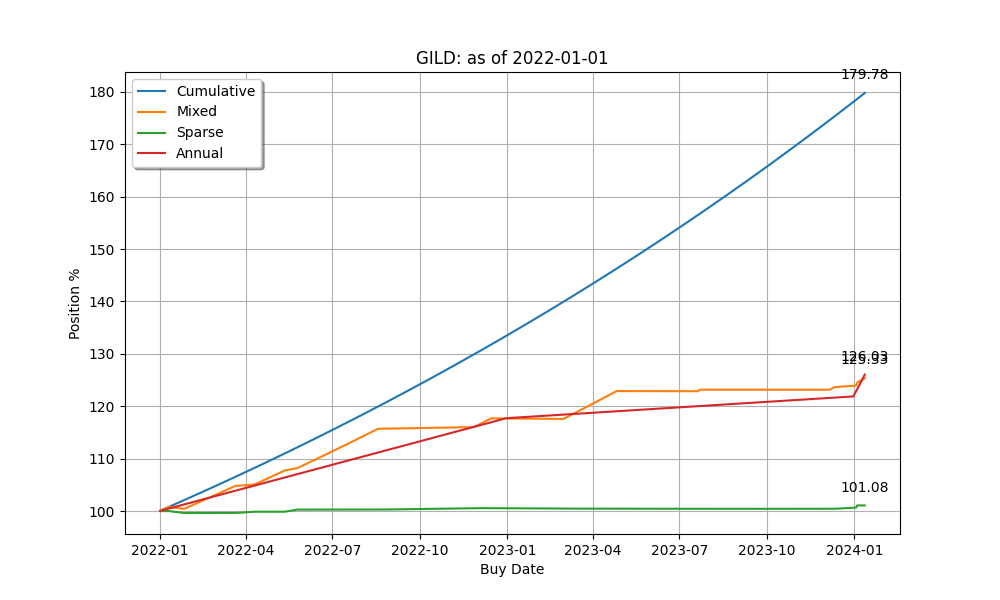 GILD: as of 2022-01-01
179.78
Cumulative
Mixed
Sparse
Annual
180
170
160
150
140
130
120
110
100
Position %
126.03
101.08
2022-01 2022-04 2022-07 2022-10 2023-01 2023-04 2023-07 2023-10 2024-01
Buy Date